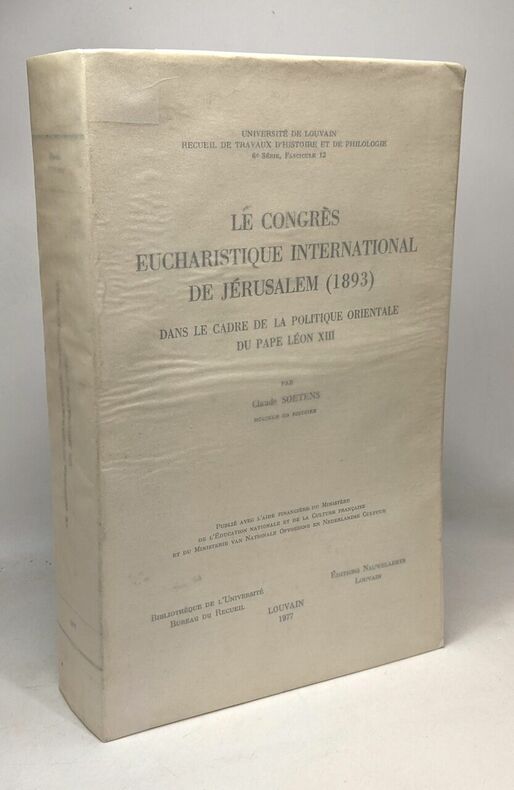 UNIVERSITÉ DE LOUVAIN
RECUEIL DE TRAVAUX D'HISTOIRE ET DE PHILOLOGIE
6e SÉRIE, FASCICULE 12
LE CONGRÈS
EUCHARISTIQUE INTERNATIONAL
DE JÉRUSALEM (1893)
DANS LE CADRE DE LA POLITIQUE ORIENTALE
DU PAPE LÉON XIII
PAR
Claude SOETENS
DOCTEUR EN HISTOIRE
PUBLIÉ AVEC L'AIDE FINANCIÈRE DU MINISTÈRE
DE L'ÉDUCATION NATIONALE ET DE LA CULTURE FRANÇAISE
ET DU MINISTERIE VAN NATIONALE OPVOEDING EN NEDERLANDSE CULTUUR
BIBLIOTHÈQUE DE L'UNIVERSITÉ
BUREAU DU RECUEIL
LOUVAIN
1977
ÉDITIONS NAUWELAERTS
LOUVAIN